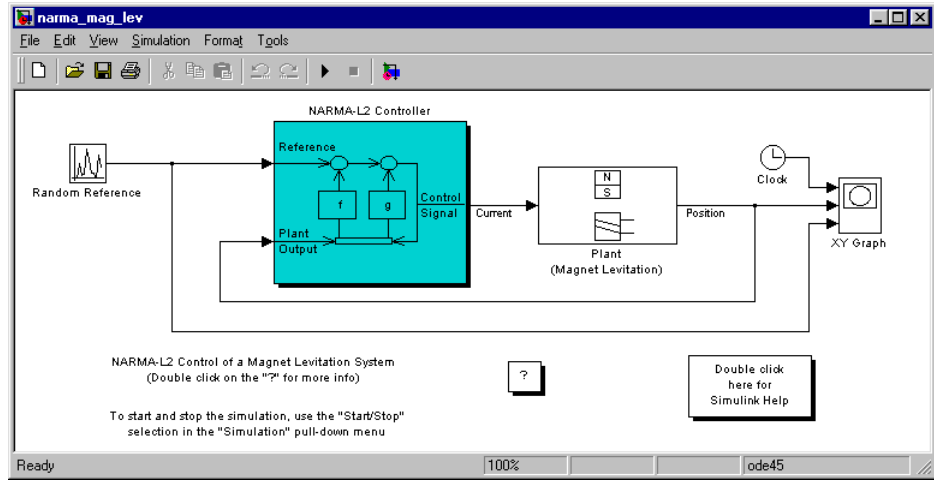 narma_mag_lev
File Edit View Simulation Format Tools
NARMA-L2 Controller
Reference
f
g
Control
Signal
Plant
Output
Random Reference
Current
N
S
Plant
(Magnet Levitation)
Position
Clock
XY Graph
NARMA-L2 Control of a Magnet Levitation System
(Double click on the "?" for more info)
To start and stop the simulation, use the "Start/Stop"
selection in the "Simulation" pull-down menu
?
Double click
here for
Simulink Help
Ready
100%
ode45